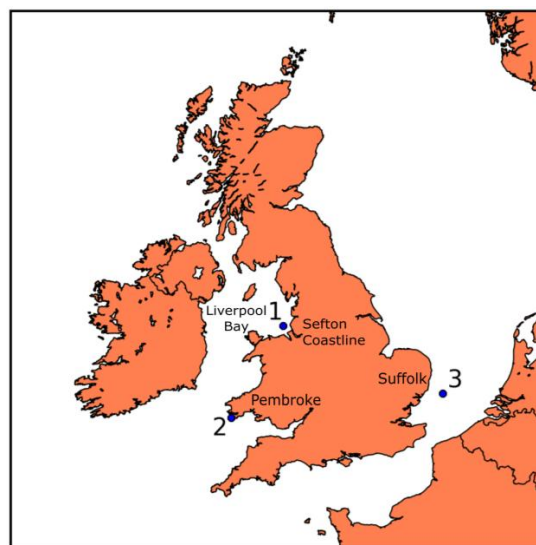 Liverpool 1
Bay
Sefton
Coastline
Suffolk
3
Pembroke
2